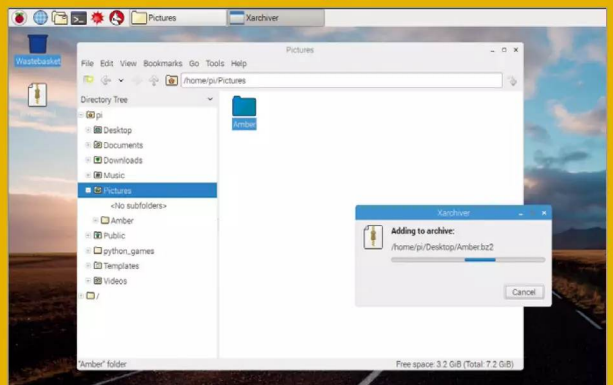 Pictures
Xarchiver
Wastebasket
Pictures
File Edit View Bookmarks Go Tools Help
/home/pi/Pictures
Directory Tree
pi
Desktop
Documents
Downloads
Music
Pictures
<No subfolders>
Amber
Public
python_games
Templates
Videos
/
Amber
Xarchiver
Adding to archive:
/home/pi/Desktop/Amber.bz2
Cancel
"Amber" folder
Free space: 3.2 GiB (Total: 7.2 GiB)